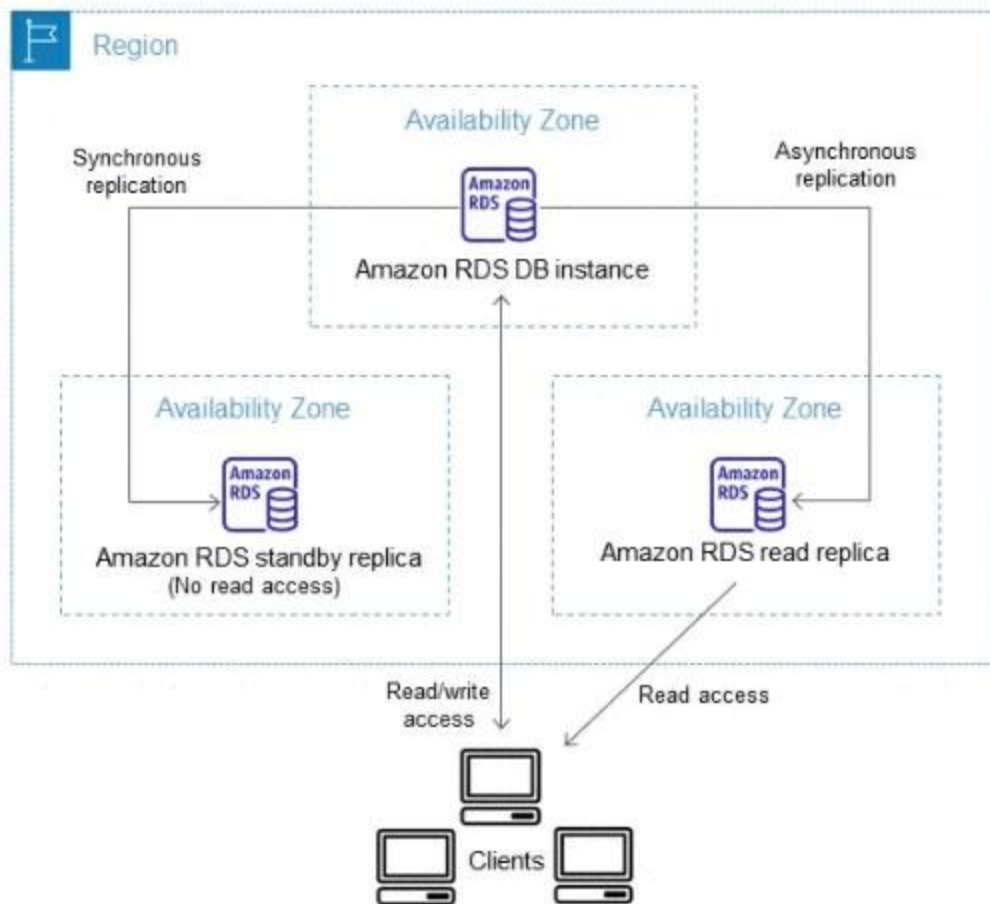 Region
Availability Zone
Synchronous
replication
Asynchronous
replication
Amazon
RDS
Amazon RDS DB instance
Availability Zone
Amazon
RDS
Amazon RDS standby replica
(No read access)
Availability Zone
Amazon
RDS
Amazon RDS read replica
Read/write
access
Read access
Clients